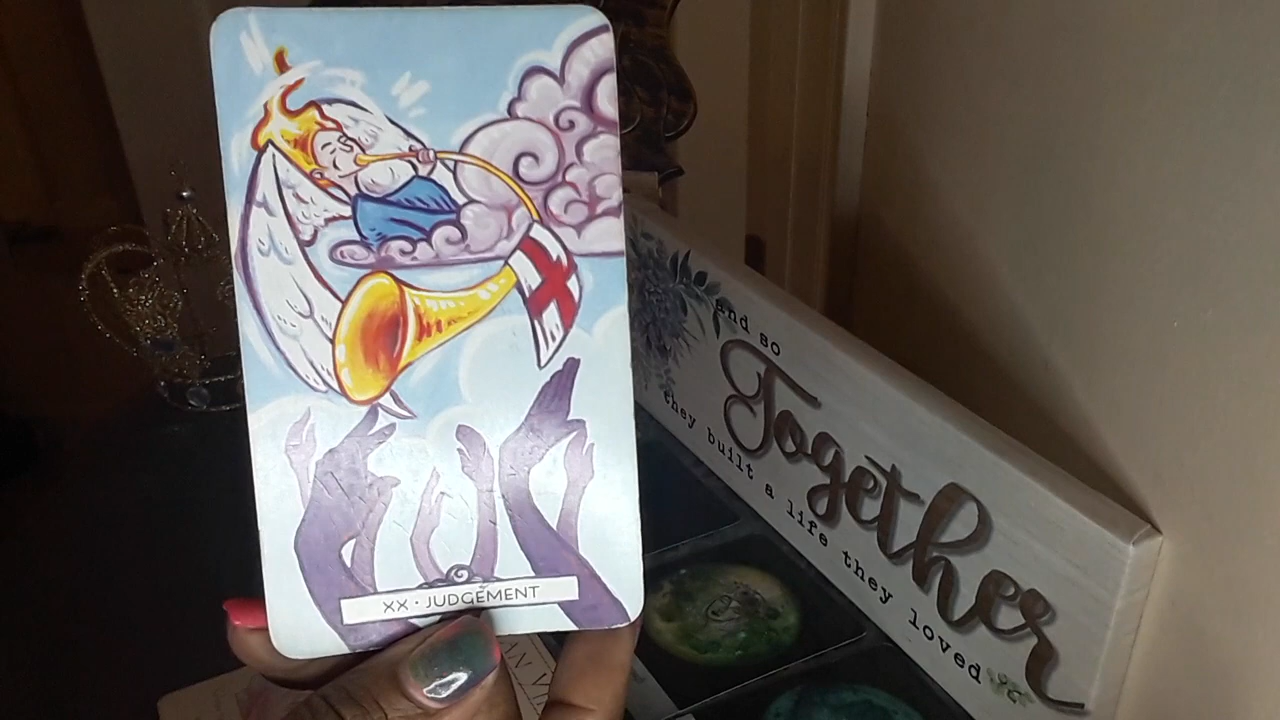 XX • JUDGEMENT
and so
Together
they built a life they loved